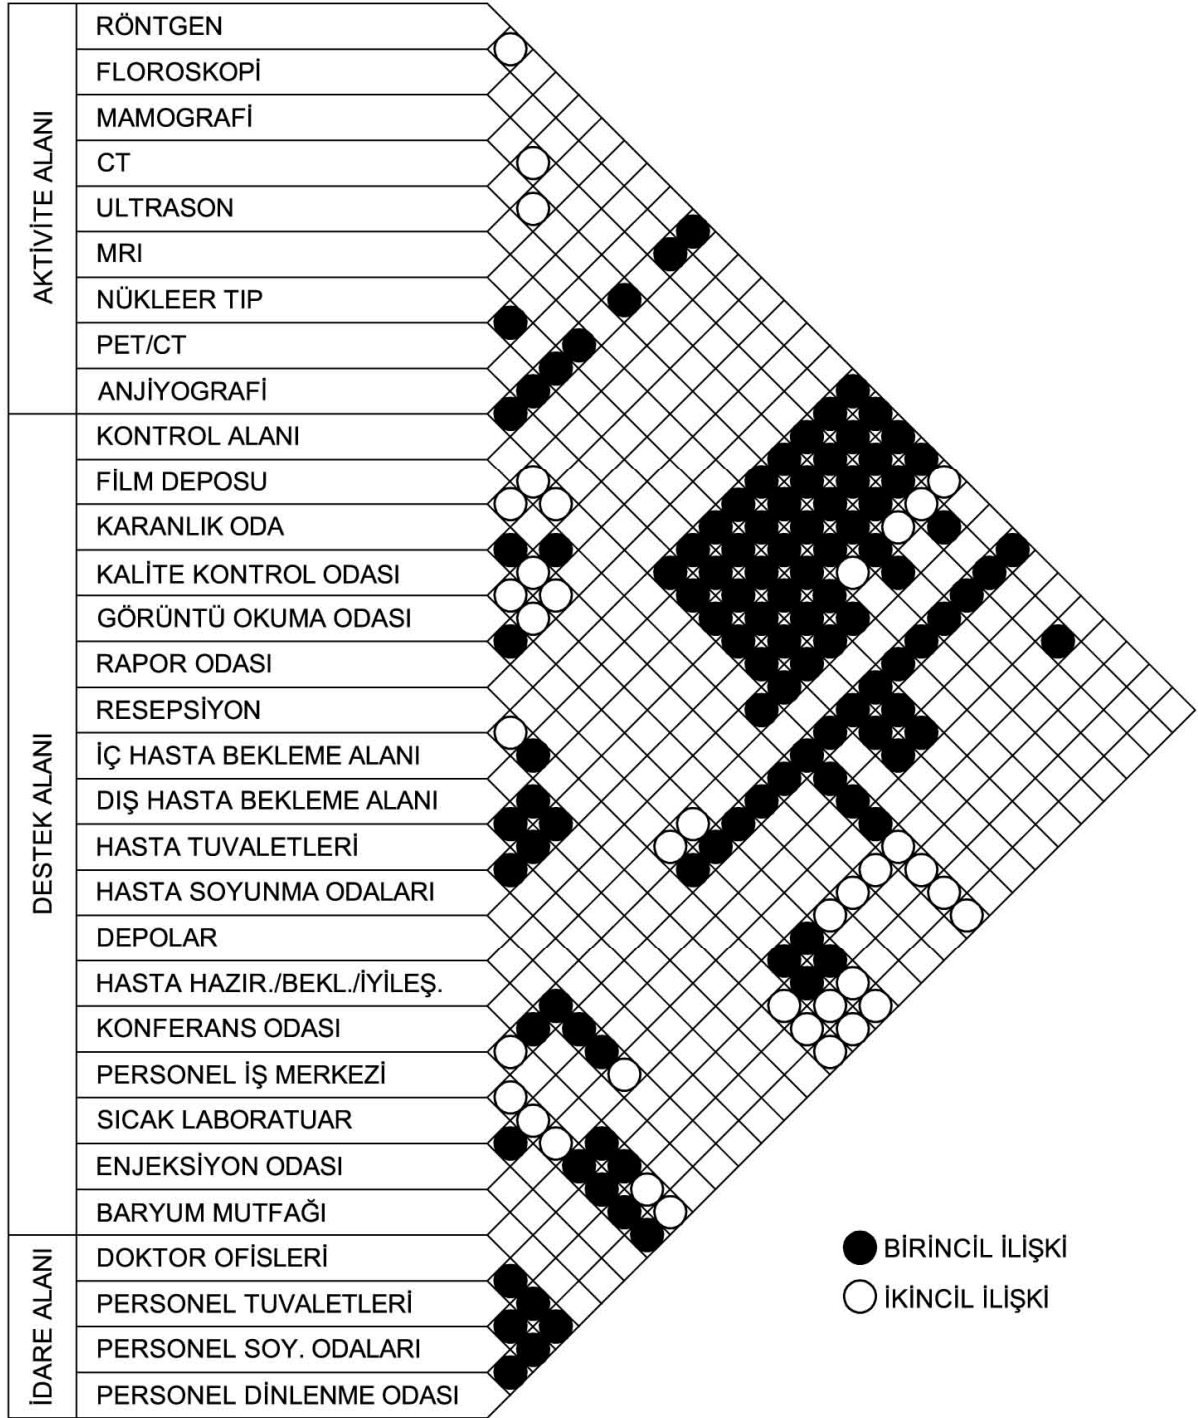 AKTİVİTE ALANI
RÖNTGEN
FLOROSKOPİ
MAMOGRAFİ
CT
ULTRASON
MRI
NÜKLEER TIP
PET/CT
ANJİYOGRAFİ
DESTEK ALANI
KONTROL ALANI
FİLM DEPOSU
KARANLIK ODA
KALİTE KONTROL ODASI
GÖRÜNTÜ OKUMA ODASI
RAPOR ODASI
RESEPSİYON
İÇ HASTA BEKLEME ALANI
DIŞ HASTA BEKLEME ALANI
HASTA TUVALETLERİ
HASTA SOYUNMA ODALARI
DEPOLAR
HASTA HAZIR./BEKL./İYİLEŞ.
KONFERANS ODASI
PERSONEL İŞ MERKEZİ
SICAK LABORATUAR
ENJEKSİYON ODASI
BARYUM MUTFAĞI
İDARE ALANI
DOKTOR OFİSLERİ
PERSONEL TUVALETLERİ
PERSONEL SOY. ODALARI
PERSONEL DİNLENME ODASI
BİRİNCİL İLİŞKİ
İKİNCİL İLİŞKİ